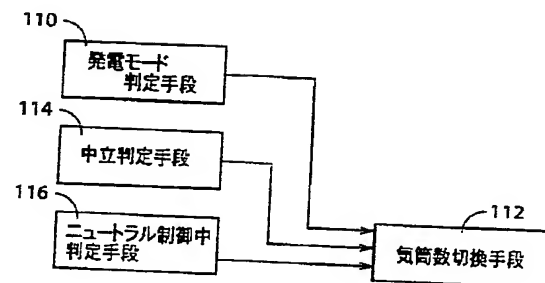 110
発電モード
判定手段
114
中立判定手段
116
ニュートラル制御中
判定手段
112
気筒数切換手段